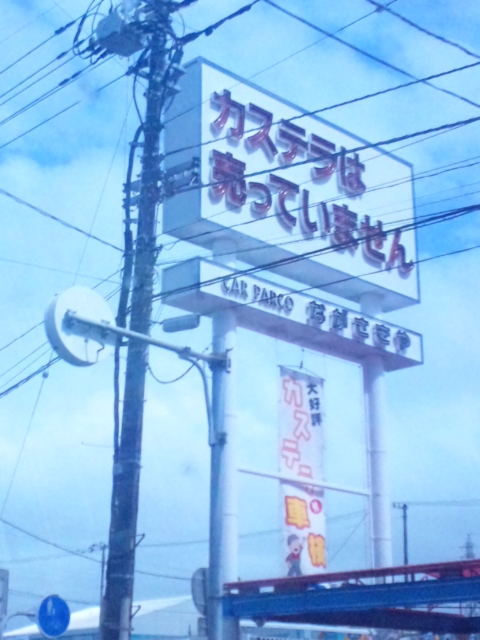 カステラは
売っていません
CAR PARCO ながさきや
大好評
カステラの
車検